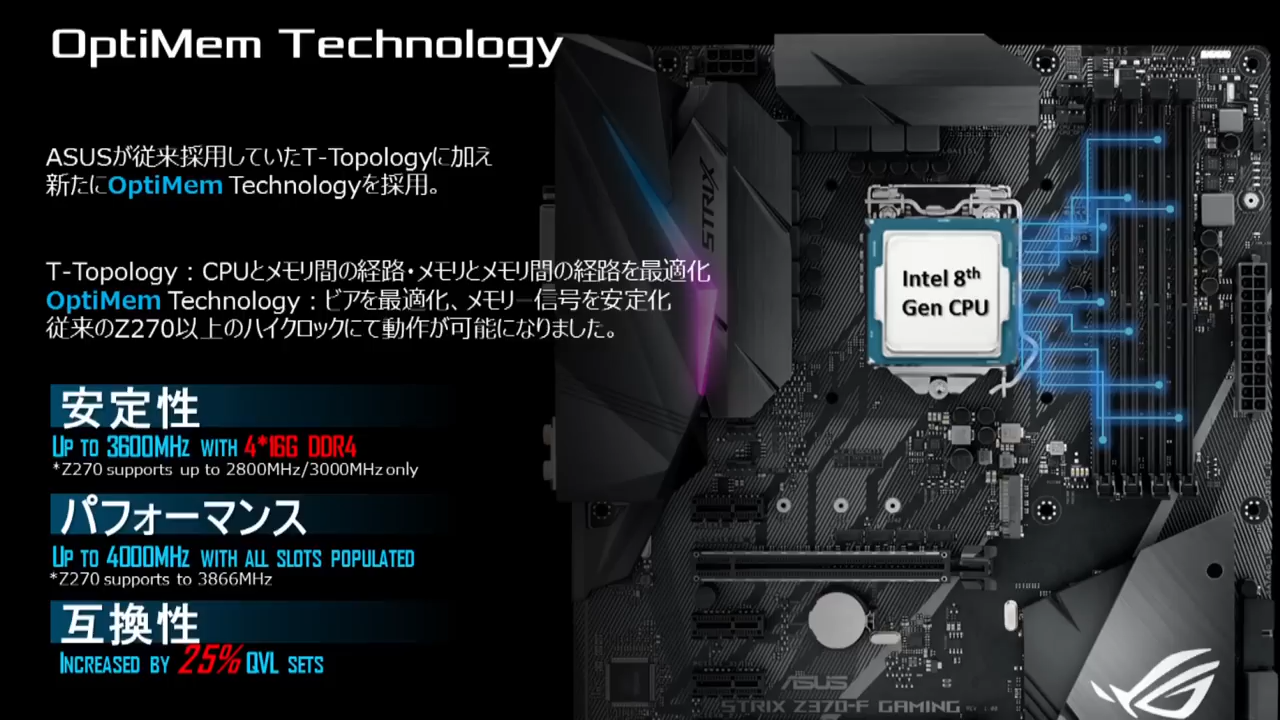 OptiMem Technology
ASUSが従来採用していたT-Topologyに加え
新たにOptiMem Technologyを採用。
T-Topology：CPUとメモリ間の経路・メモリとメモリ間の経路を最適化
OptiMem Technology：ビアを最適化、メモリー信号を安定化
従来のZ270以上のハイクロックにて動作が可能になりました。
安定性
UP TO 3600MHZ WITH 4*16G DDR4
*Z270 supports up to 2800MHz/3000MHz only
パフォーマンス
UP TO 4000MHZ WITH ALL SLOTS POPULATED
*Z270 supports to 3866MHz
互換性
INCREASED BY 25% QVL SETS
STRIX
Intel 8th
Gen CPU
ASUS
STRIX Z370-F GAMING